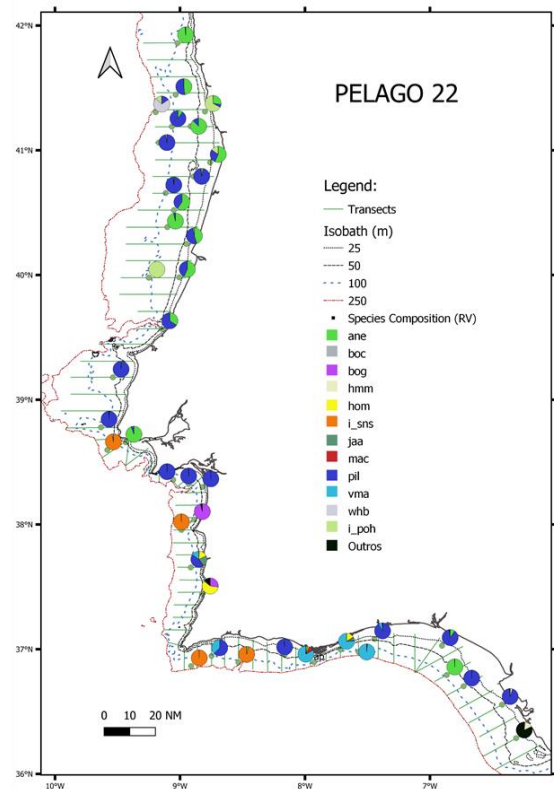 42°N
41°N
40°N
39°N
38°N
37°N
36°N
10°W
9°W
8°W
7°W
PELAGO 22
Legend:
Transects
Isobath (m)
25
50
100
250
Species Composition (RV)
ane
boc
bog
hmm
hom
i_sns
jaa
mac
pil
vma
whb
i_poh
Outros
0 10 20 NM